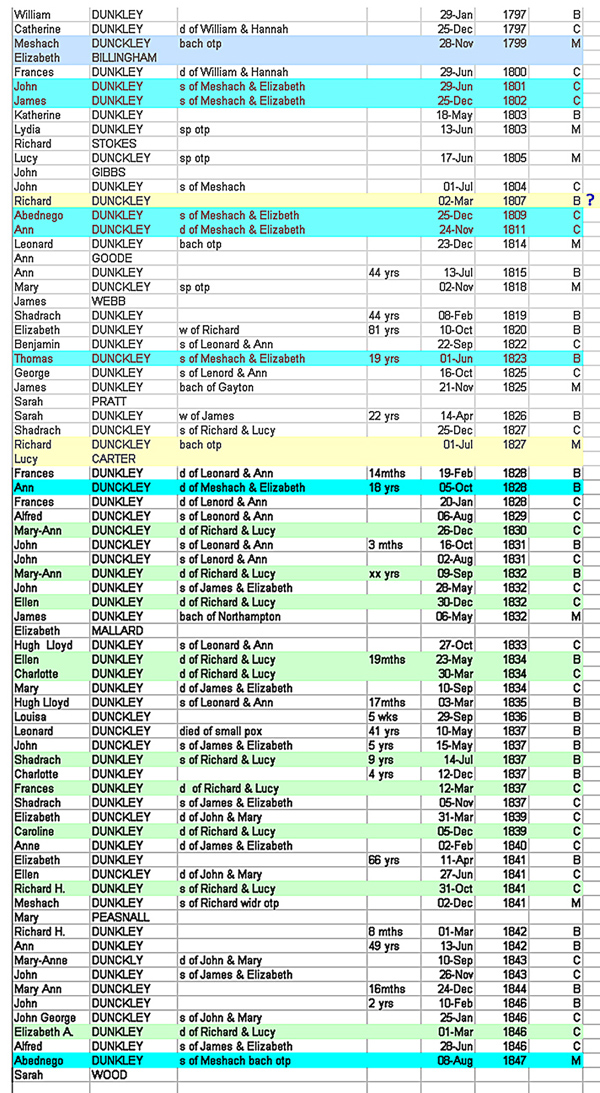 William DUNKLEY 29-Jan 1797 B
Catherine DUNKLEY d of William & Hannah 25-Dec 1797 C
Meshach DUNCKLEY bach otp 28-Nov 1799 M
Elizabeth BILLINGHAM
Frances DUNKLEY d of William & Hannah 29-Jun 1800 C
John DUNKLEY s of Meshach & Elizabeth 29-Jun 1801 C
James DUNKLEY s of Meshach & Elizabeth 25-Dec 1802 C
Katherine DUNKLEY 18-May 1803 B
Lydia DUNKLEY sp otp 13-Jun 1803 M
Richard STOKES
Lucy DUNCKLEY sp otp 17-Jun 1805 M
John GIBBS
John DUNKLEY s of Meshach 01-Jul 1804 C
Richard DUNCKLEY 02-Mar 1807 B ?
Abednego DUNKLEY s of Meshach & Elizbeth 25-Dec 1809 C
Ann DUNKLEY d of Meshach & Elizabeth 24-Nov 1811 C
Leonard DUNKLEY bach otp 23-Dec 1814 M
Ann GOODE
Ann DUNKLEY 44 yrs 13-Jul 1815 B
Mary DUNCKLEY sp otp 02-Nov 1818 M
James WEBB
Shadrach DUNKLEY 44 yrs 08-Feb 1819 B
Elizabeth DUNKLEY w of Richard 81 yrs 10-Oct 1820 B
Benjamin DUNCKLEY s of Leonard & Ann 22-Sep 1822 C
Thomas DUNCKLEY s of Meshach & Elizabeth 19 yrs 01-Jun 1823 B
George DUNKLEY s of Lenord & Ann 16-Oct 1825 C
James DUNKLEY bach of Gayton 21-Nov 1825 M
Sarah PRATT
Sarah DUNKLEY w of James 22 yrs 14-Apr 1826 B
Shadrach DUNCKLEY s of Richard & Lucy 25-Dec 1827 C
Richard DUNCKLEY bach otp 01-Jul 1827 M
Lucy CARTER
Frances DUNKLEY d of Leonard & Ann 14mths 19-Feb 1828 B
Ann DUNCKLEY d of Meshach & Elizabeth 18 yrs 05-Oct 1828 B
Frances DUNKLEY d of Lenord & Ann 20-Jan 1828 C
Alfred DUNKLEY s of Lenord & Ann 06-Aug 1829 C
Mary-Ann DUNKLEY d of Richard & Lucy 26-Dec 1830 C
John DUNKLEY s of Leonard & Ann 3 mths 16-Oct 1831 B
John DUNKLEY s of Lenord & Ann 02-Aug 1831 C
Mary-Ann DUNKLEY d of Richard & Lucy xx yrs 09-Sep 1832 B
John DUNKLEY s of James & Elizabeth 28-May 1832 C
Ellen DUNKLEY d of Richard & Lucy 30-Dec 1832 C
James DUNKLEY bach of Northampton 06-May 1832 M
Elizabeth MALLARD
Hugh Lloyd DUNKLEY s of Leonard & Ann 27-Oct 1833 C
Ellen DUNKLEY d of Richard & Lucy 19mths 23-May 1834 B
Charlotte DUNKLEY d of Richard & Lucy 30-Mar 1834 C
Mary DUNKLEY d of James & Elizabeth 10-Sep 1834 C
Hugh Lloyd DUNKLEY s of Leonard & Ann 17mths 03-Mar 1835 B
Louisa DUNCKLEY 5 wks 29-Sep 1836 B
Leonard DUNCKLEY died of small pox 41 yrs 10-May 1837 B
John DUNCKLEY s of James & Elizabeth 5 yrs 15-May 1837 B
Shadrach DUNKLEY s of Richard & Lucy 9 yrs 14-Jul 1837 B
Charlotte DUNKLEY 4 yrs 12-Dec 1837 B
Frances DUNKLEY d of Richard & Lucy 12-Mar 1837 C
Shadrach DUNKLEY s of James & Elizabeth 05-Nov 1837 C
Elizabeth DUNCKLEY d of John & Mary 31-Mar 1839 C
Caroline DUNKLEY d of Richard & Lucy 05-Dec 1839 C
Anne DUNKLEY d of James & Elizabeth 02-Feb 1840 C
Elizabeth DUNKLEY 66 yrs 11-Apr 1841 B
Ellen DUNCKLEY d of John & Mary 27-Jun 1841 C
Richard H. DUNKLEY s of Richard & Lucy 31-Oct 1841 C
Meshach DUNKLEY s of Richard widr otp 02-Dec 1841 M
Mary PEASNALL
Richard H. DUNKLEY 8 mths 01-Mar 1842 B
Ann DUNKLEY 49 yrs 13-Jun 1842 B
Mary-Anne DUNCKLY d of John & Mary 10-Sep 1843 C
John DUNKLEY s of James & Elizabeth 26-Nov 1843 C
Mary Ann DUNCKLEY 16mths 24-Dec 1844 B
John DUNKLEY 2 yrs 10-Feb 1846 B
John George DUNCKLEY s of John & Mary 25-Jan 1846 C
Elizabeth A. DUNKLEY d of Richard & Lucy 01-Mar 1846 C
Alfred DUNKLEY s of James & Elizabeth 28-Jun 1846 C
Abednego DUNKLEY s of Meshach bach otp 08-Aug 1847 M
Sarah WOOD